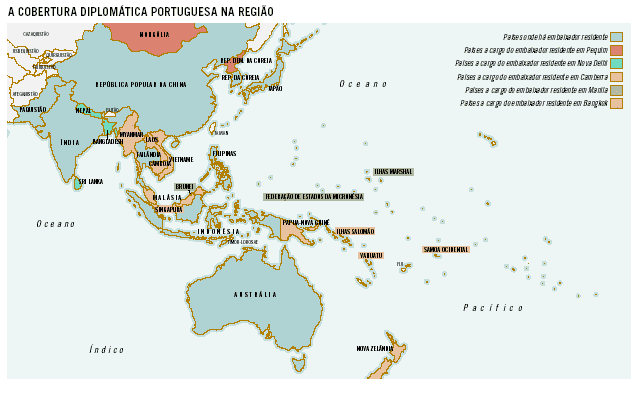 A COBERTURA DIPLOMÁTICA PORTUGUESA NA REGIÃO
Países onde há embaixador residente
Países a cargo do embaixador residente em Pequim
Países a cargo do embaixador residente em Nova Delhi
Países a cargo do embaixador residente em Camberra
Países a cargo do embaixador residente em Manila
Países a cargo do embaixador residente em Bangkok
CAZAQUISTÃO
MONGÓLIA
AFEGANISTÃO
PAQUISTÃO
REPÚBLICA POPULAR DA CHINA
REP. DEM. DA COREIA
REP. DA COREIA
JAPÃO
Oceano
NEPAL
BUTÃO
ÍNDIA
BANGLADESH
MYANMAR
LAOS
TAILÂNDIA
VIETNAME
FILIPINAS
SRI LANKA
BRUNEI
MALÁSIA
SINGAPURA
ILHAS MARSHAL
FEDERAÇÃO DE ESTADOS DA MICRONÉSIA
Oceano
INDONÉSIA
TIMOR-LOROSAE
PAPUA-NOVA GUINÉ
ILHAS SALOMÃO
VANUATU
SAMOA OCIDENTAL
FIJI
AUSTRÁLIA
Pacífico
Índico
NOVA ZELÂNDIA